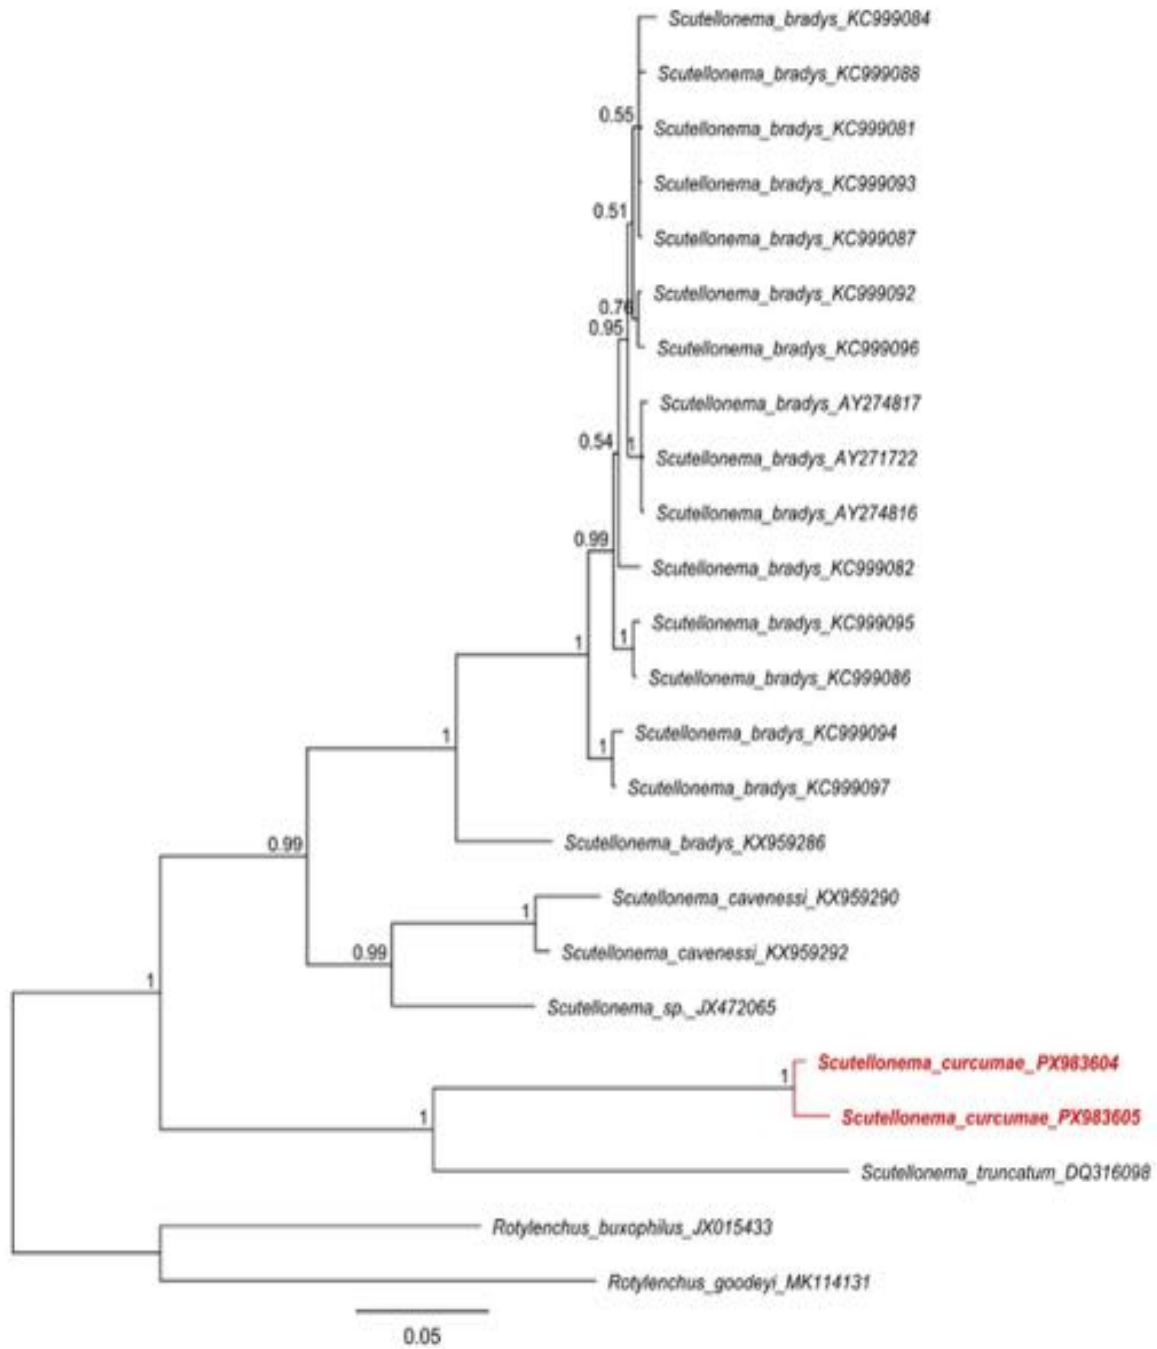 Scutellonema_bradys_KC999084
Scutellonema_bradys_KC999088
0.55
Scutellonema_bradys_KC999081
Scutellonema_bradys_KC999093
0.51
Scutellonema_bradys_KC999087
Scutellonema_bradys_KC999092
0.76
0.95
Scutellonema_bradys_KC999096
Scutellonema_bradys_AY274817
0.54
1
Scutellonema_bradys_AY271722
Scutellonema_bradys_AY274816
0.99
Scutellonema_bradys_KC999082
Scutellonema_bradys_KC999095
1
1
Scutellonema_bradys_KC999086
Scutellonema_bradys_KC999094
1
1
Scutellonema_bradys_KC999097
Scutellonema_bradys_KX959286
0.99
Scutellonema_cavenessi_KX959290
1
Scutellonema_cavenessi_KX959292
0.99
1
Scutellonema_sp._JX472065
Scutellonema_curcumae_PX983604
1
Scutellonema_curcumae_PX983605
1
Scutellonema_truncatum_DQ316098
Rotylenchus_buxophilus_JX015433
Rotylenchus_goodeyi_MK114131
0.05